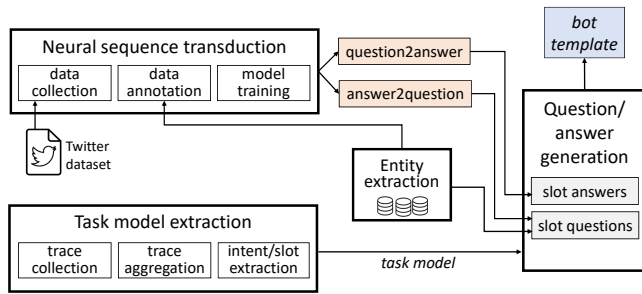 Neural sequence transduction
data
collection
data
annotation
model
training
question2answer
answer2question
bot
template
Twitter
dataset
Entity
extraction
Question/
answer
generation
slot answers
slot questions
Task model extraction
trace
collection
trace
aggregation
intent/slot
extraction
task model